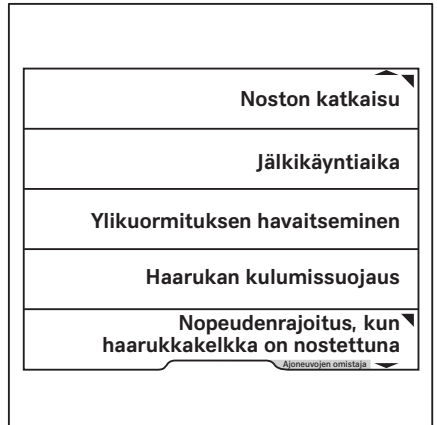 Noston katkaisu
Jälkikäyntiaika
Ylikuormituksen havaitseminen
Haarukan kulumissuojaus
Nopeudenrajoitus, kun
haarukkakelkka on nostettuna
Ajoneuvojen omistaja